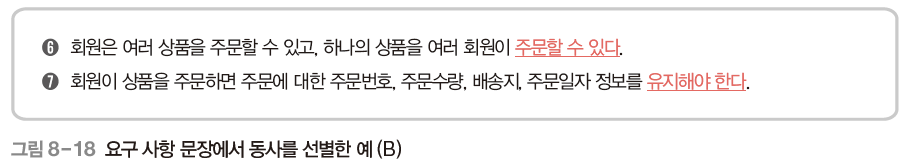 ❻ 회원은 여러 상품을 주문할 수 있고, 하나의 상품을 여러 회원이 주문할 수 있다.
❼ 회원이 상품을 주문하면 주문에 대한 주문번호, 주문수량, 배송지, 주문일자 정보를 유지해야 한다.
그림 8-18 요구 사항 문장에서 동사를 선별한 예 (B)